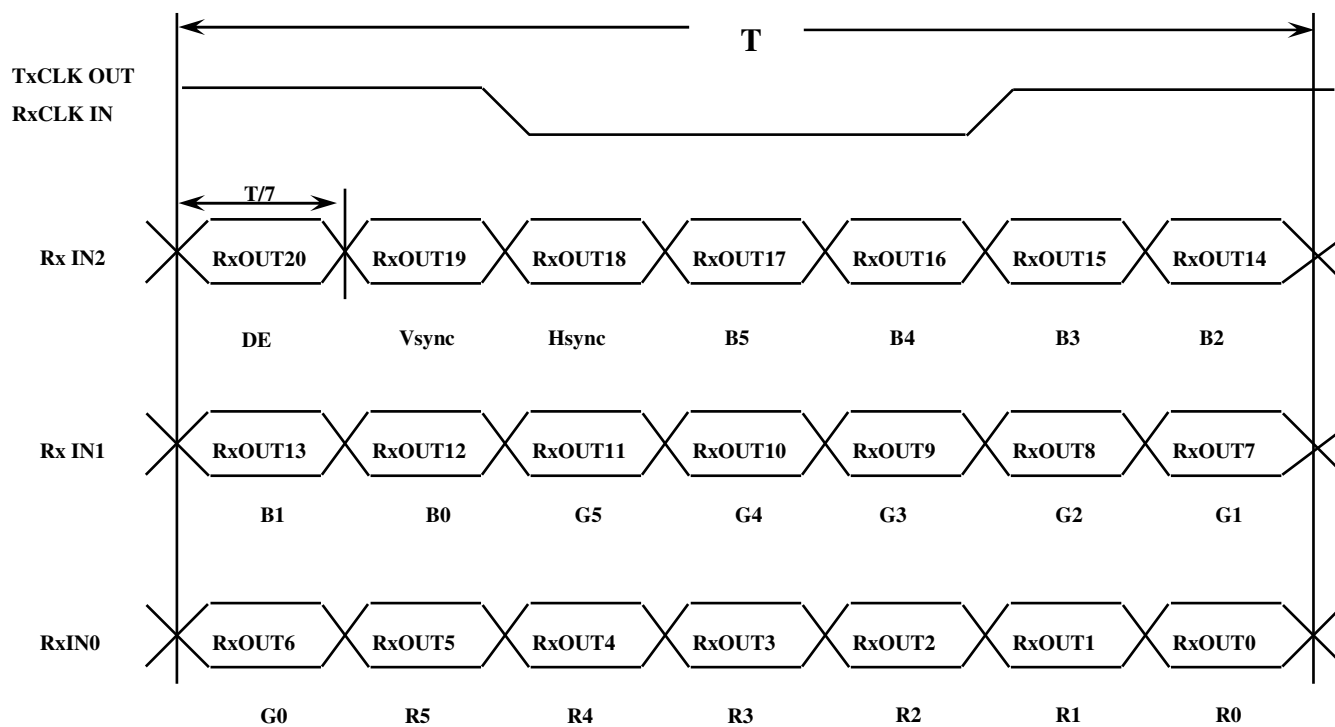 T
TxCLK OUT
RxCLK IN
T/7
Rx IN2 RxOUT20 RxOUT19 RxOUT18 RxOUT17 RxOUT16 RxOUT15 RxOUT14
DE Vsync Hsync B5 B4 B3 B2
Rx IN1 RxOUT13 RxOUT12 RxOUT11 RxOUT10 RxOUT9 RxOUT8 RxOUT7
B1 B0 G5 G4 G3 G2 G1
RxIN0 RxOUT6 RxOUT5 RxOUT4 RxOUT3 RxOUT2 RxOUT1 RxOUT0
G0 R5 R4 R3 R2 R1 R0